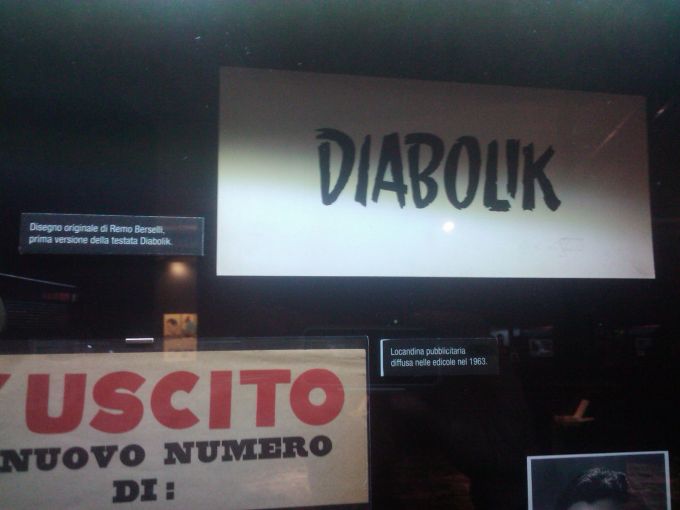 DIABOLIK
Disegno originale di Remo Berselli,
prima versione della testata Diabolik.
Locandina pubblicitaria
diffusa nelle edicole nel 1963.
USCITO
NUOVO NUMERO
DI: